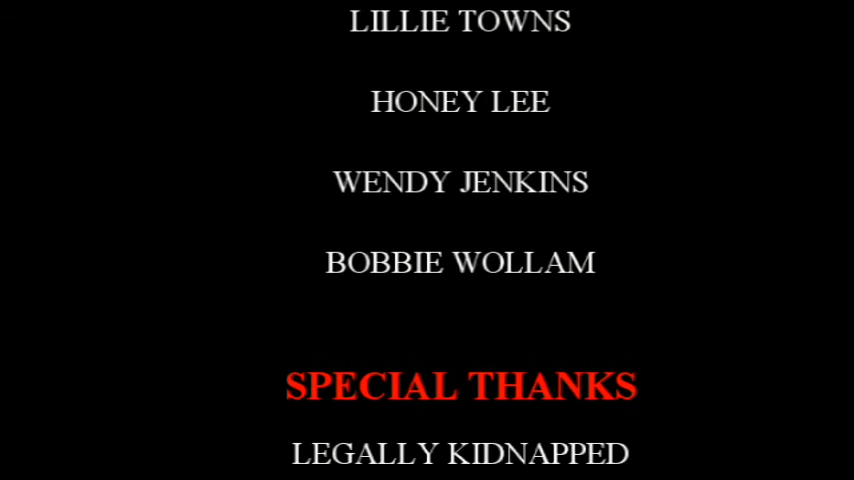 LILLIE TOWNS
HONEY LEE
WENDY JENKINS
BOBBIE WOLLAM
SPECIAL THANKS
LEGALLY KIDNAPPED